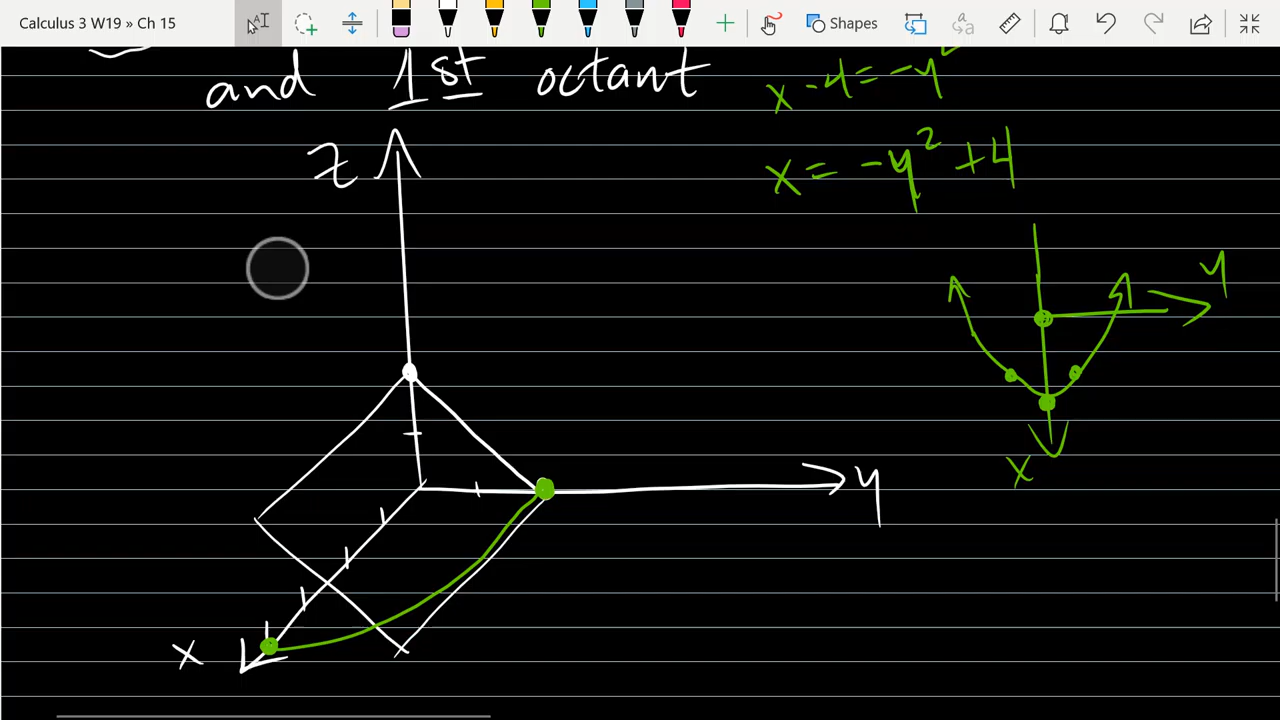 Calculus 3 W19 » Ch 15
Shapes
and 1st octant
x - 4 = -y²
x = -y² + 4
z
y
x
y
x